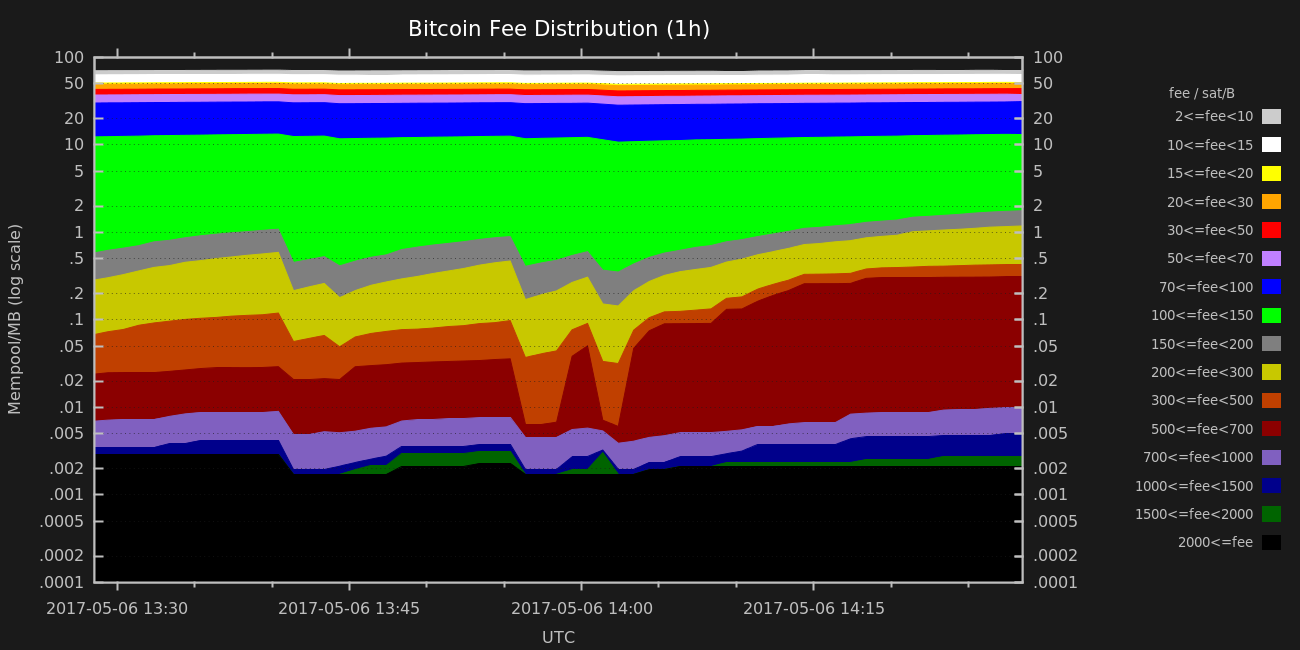 Bitcoin Fee Distribution (1h)
Mempool/MB (log scale)
100
50
20
10
5
2
1
.5
.2
.1
.05
.02
.01
.005
.002
.001
.0005
.0002
.0001
100
50
20
10
5
2
1
.5
.2
.1
.05
.02
.01
.005
.002
.001
.0005
.0002
.0001
2017-05-06 13:30
2017-05-06 13:45
2017-05-06 14:00
2017-05-06 14:15
UTC
fee / sat/B
2<=fee<10
10<=fee<15
15<=fee<20
20<=fee<30
30<=fee<50
50<=fee<70
70<=fee<100
100<=fee<150
150<=fee<200
200<=fee<300
300<=fee<500
500<=fee<700
700<=fee<1000
1000<=fee<1500
1500<=fee<2000
2000<=fee